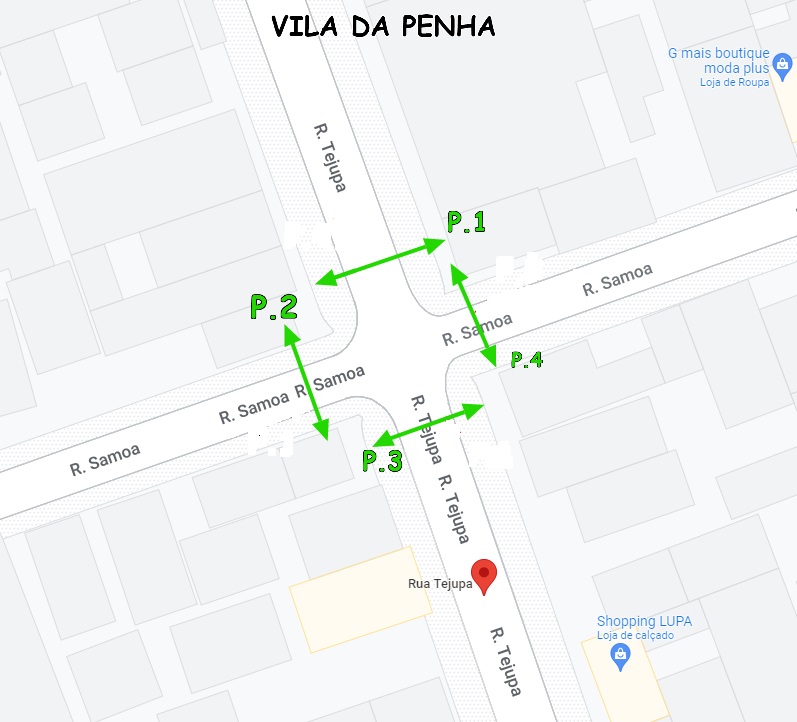 VILA DA PENHA
G mais boutique
moda plus
Loja de Roupa
R. Tejupa
P.1
R. Samoa
P.2
R. Samoa
P.4
R. Samoa
R. Samoa
R. Tejupa
R. Samoa
P.3
R. Tejupa
Rua Tejupa
Shopping LUPA
Loja de calçado
R. Tejupa